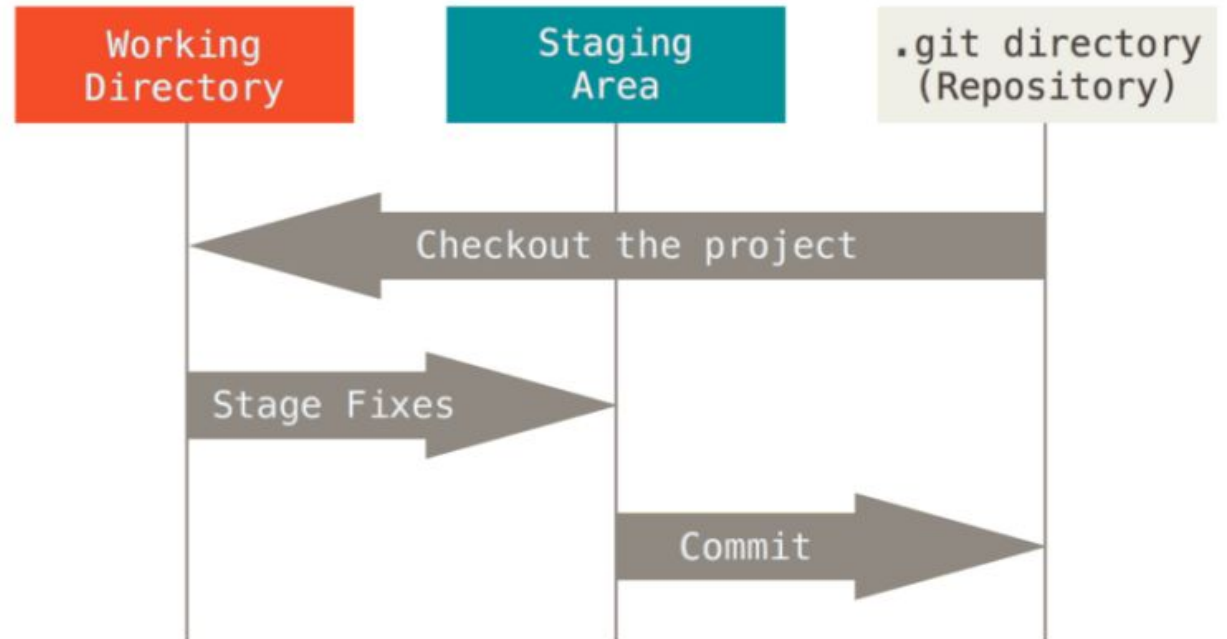 Working
Directory
Staging
Area
.git directory
(Repository)
Checkout the project
Stage Fixes
Commit